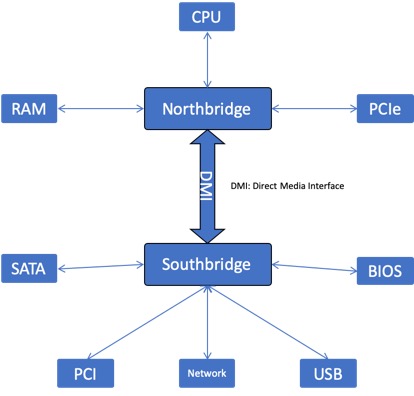 CPU
RAM
Northbridge
PCIe
DMI
DMI: Direct Media Interface
SATA
Southbridge
BIOS
PCI
Network
USB